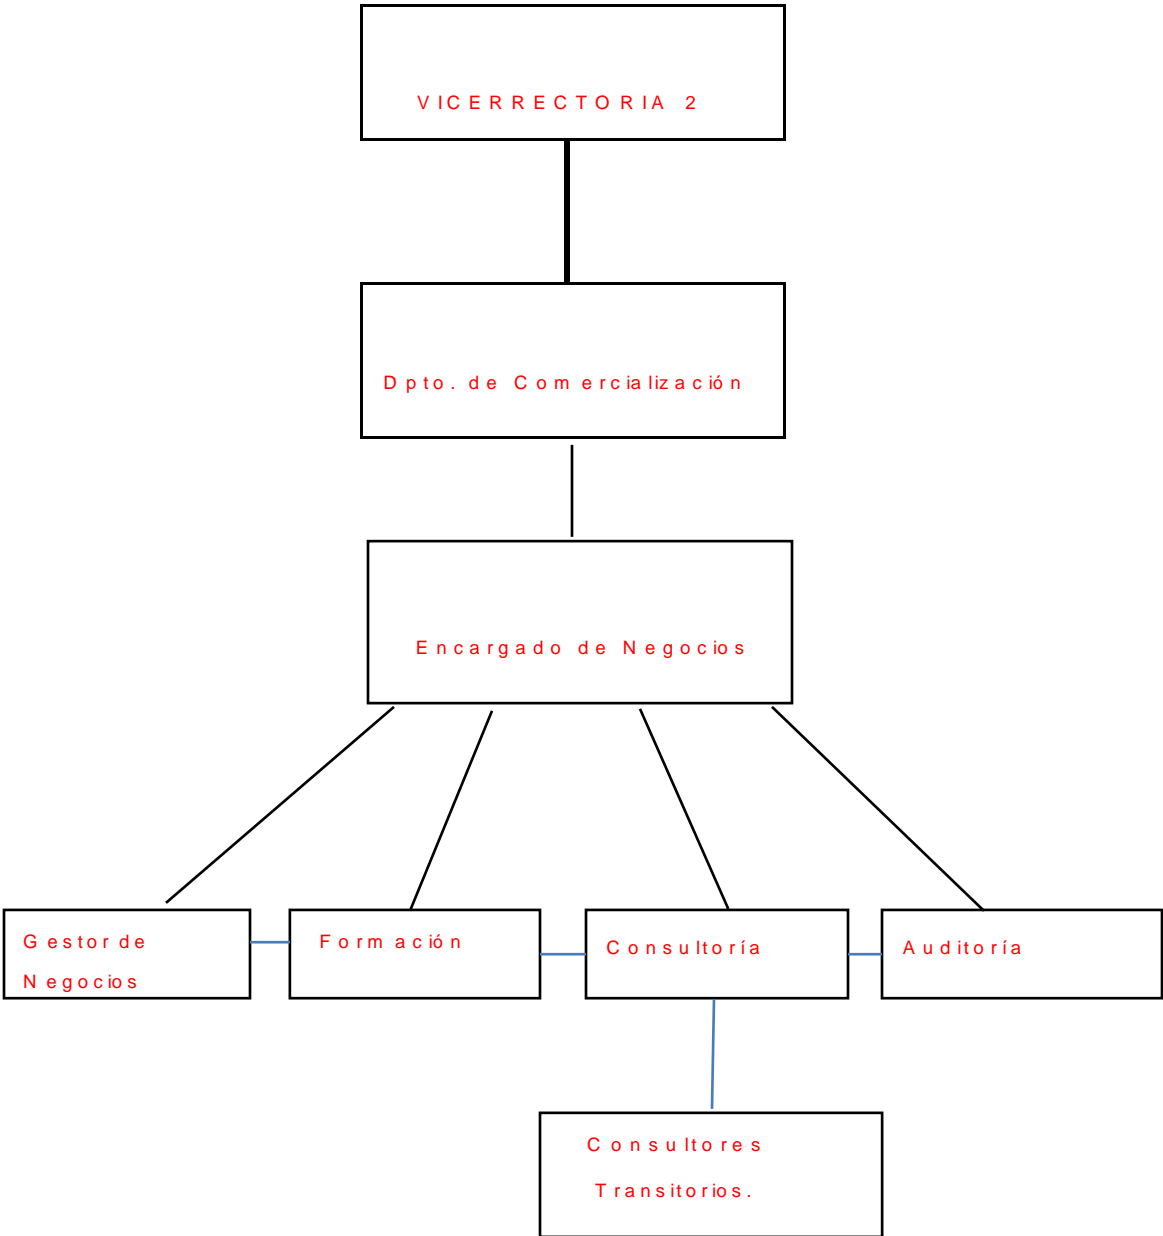 VICERRECTORIA 2
Dpto. de Comercialización
Encargado de Negocios
Gestor de
Negocios
Formación
Consultoría
Auditoría
Consultores
Transitorios.